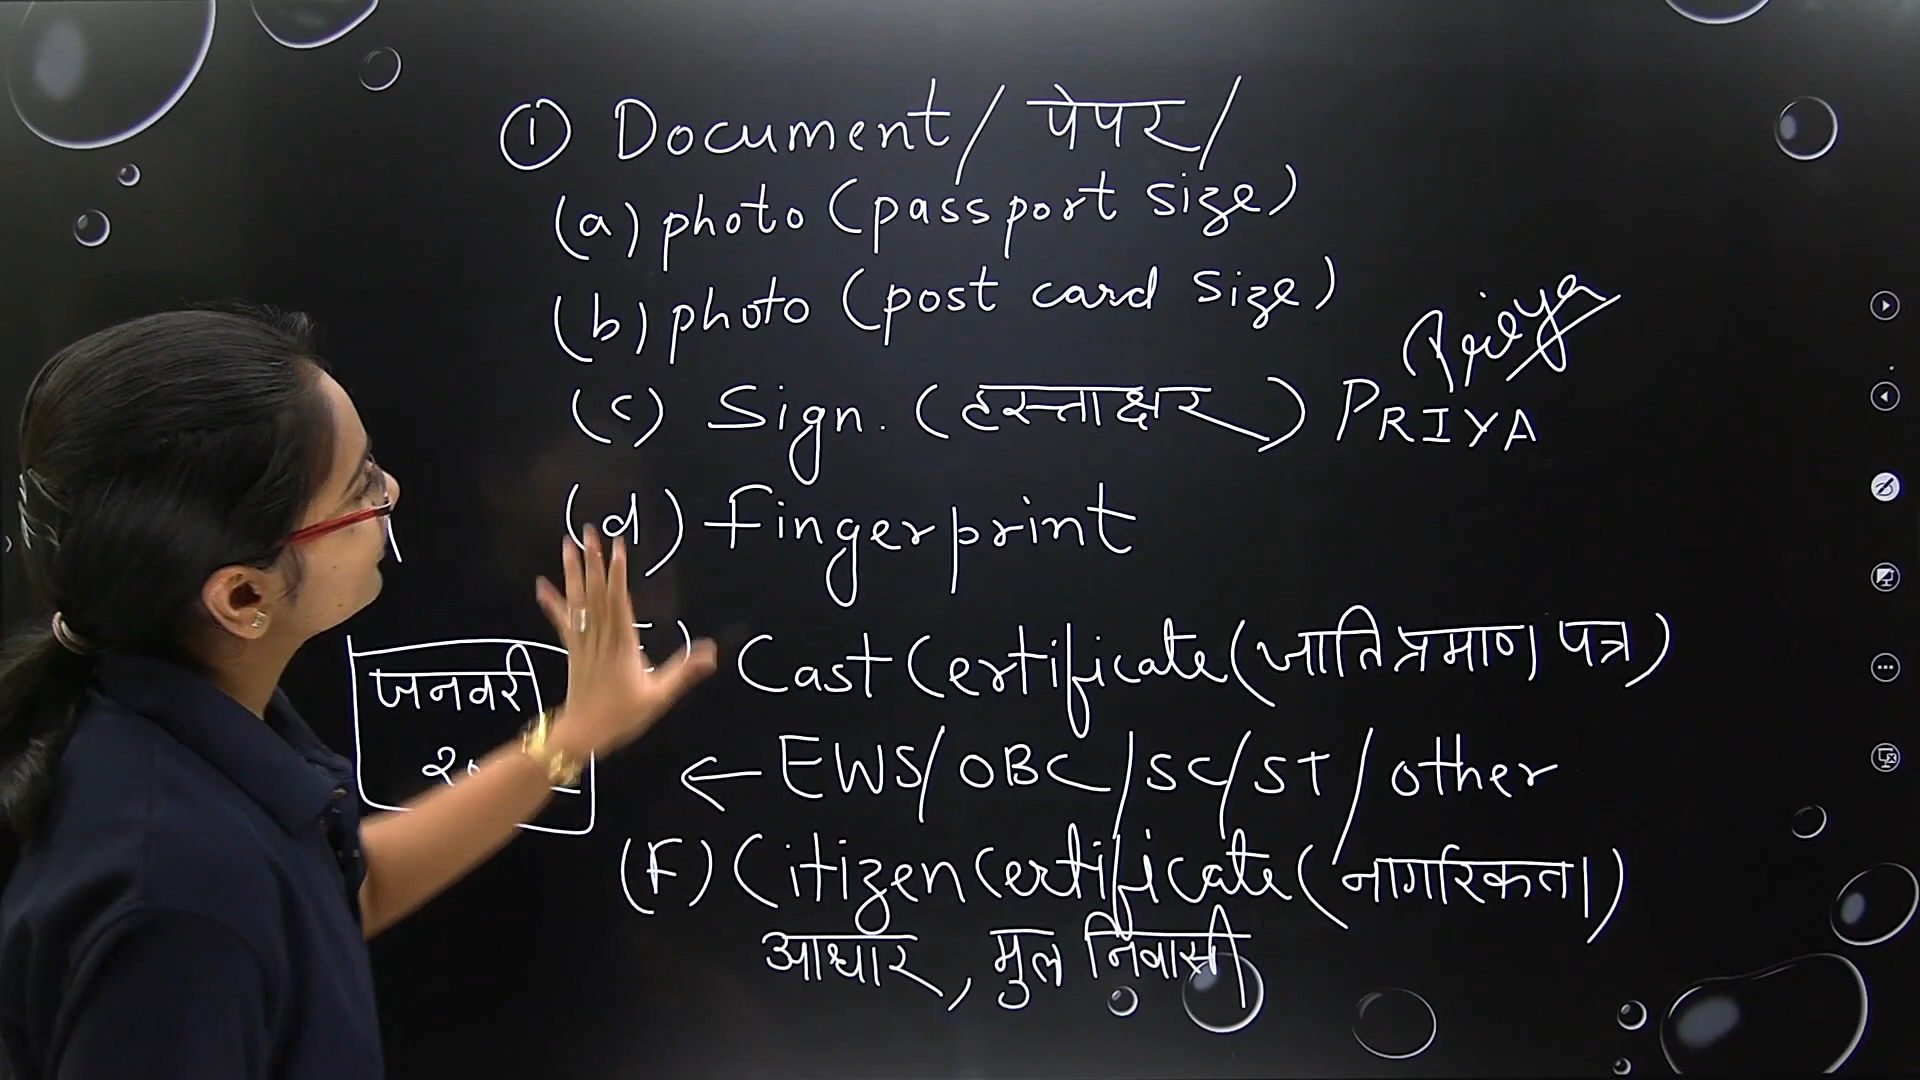 ① Document/ पेपर/
(a) photo (passport size)
(b) photo (post card size)
Priya
(c) Sign. (हस्ताक्षर) PRIYA
(d) Fingerprint
Cast Certificate (जाति प्रमाण पत्र)
जनवरी
← EWS/OBC/SC/ST/other
(F) Citizen Certificate (नागरिकता)
आधार, मुल निवासी